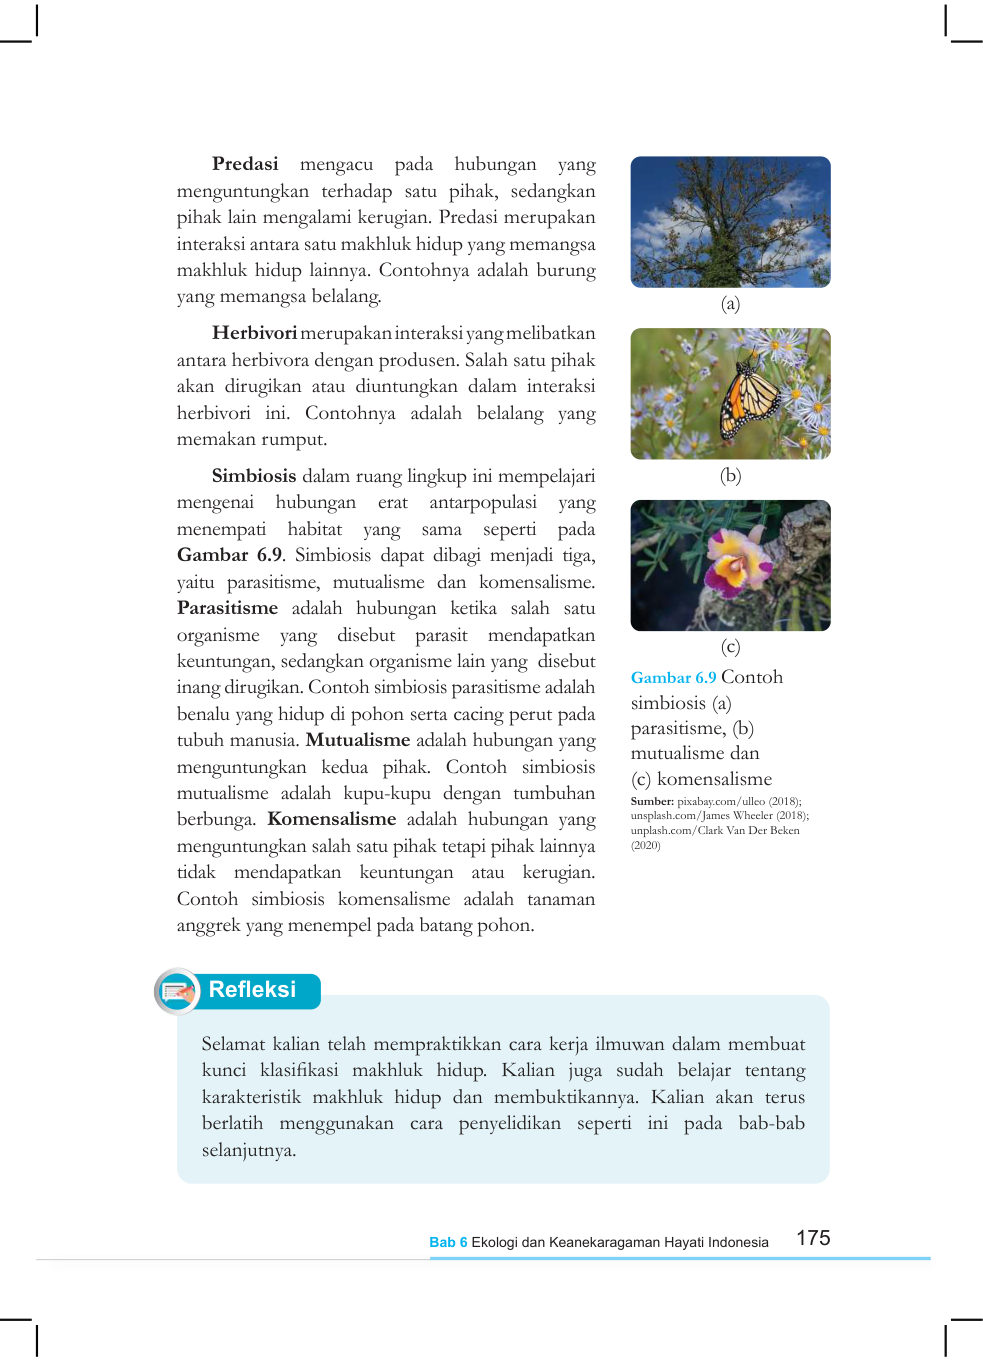 Predasi mengacu pada hubungan yang
menguntungkan terhadap satu pihak, sedangkan
pihak lain mengalami kerugian. Predasi merupakan
interaksi antara satu makhluk hidup yang memangsa
makhluk hidup lainnya. Contohnya adalah burung
yang memangsa belalang.
Herbivori merupakan interaksi yang melibatkan
antara herbivora dengan produsen. Salah satu pihak
akan dirugikan atau diuntungkan dalam interaksi
herbivori ini. Contohnya adalah belalang yang
memakan rumput.
Simbiosis dalam ruang lingkup ini mempelajari
mengenai hubungan erat antarpopulasi yang
menempati habitat yang sama seperti pada
Gambar 6.9. Simbiosis dapat dibagi menjadi tiga,
yaitu parasitisme, mutualisme dan komensalisme.
Parasitisme adalah hubungan ketika salah satu
organisme yang disebut parasit mendapatkan
keuntungan, sedangkan organisme lain yang disebut
inang dirugikan. Contoh simbiosis parasitisme adalah
benalu yang hidup di pohon serta cacing perut pada
tubuh manusia. Mutualisme adalah hubungan yang
menguntungkan kedua pihak. Contoh simbiosis
mutualisme adalah kupu-kupu dengan tumbuhan
berbunga. Komensalisme adalah hubungan yang
menguntungkan salah satu pihak tetapi pihak lainnya
tidak mendapatkan keuntungan atau kerugian.
Contoh simbiosis komensalisme adalah tanaman
anggrek yang menempel pada batang pohon.
(a)
(b)
(c)
Gambar 6.9 Contoh
simbiosis (a)
parasitisme, (b)
mutualisme dan
(c) komensalisme
Sumber: pixabay.com/ulleo (2018);
unsplash.com/James Wheeler (2018);
unplash.com/Clark Van Der Beken
(2020)
Refleksi
Selamat kalian telah mempraktikkan cara kerja ilmuwan dalam membuat
kunci klasifikasi makhluk hidup. Kalian juga sudah belajar tentang
karakteristik makhluk hidup dan membuktikannya. Kalian akan terus
berlatih menggunakan cara penyelidikan seperti ini pada bab-bab
selanjutnya.
Bab 6 Ekologi dan Keanekaragaman Hayati Indonesia 175